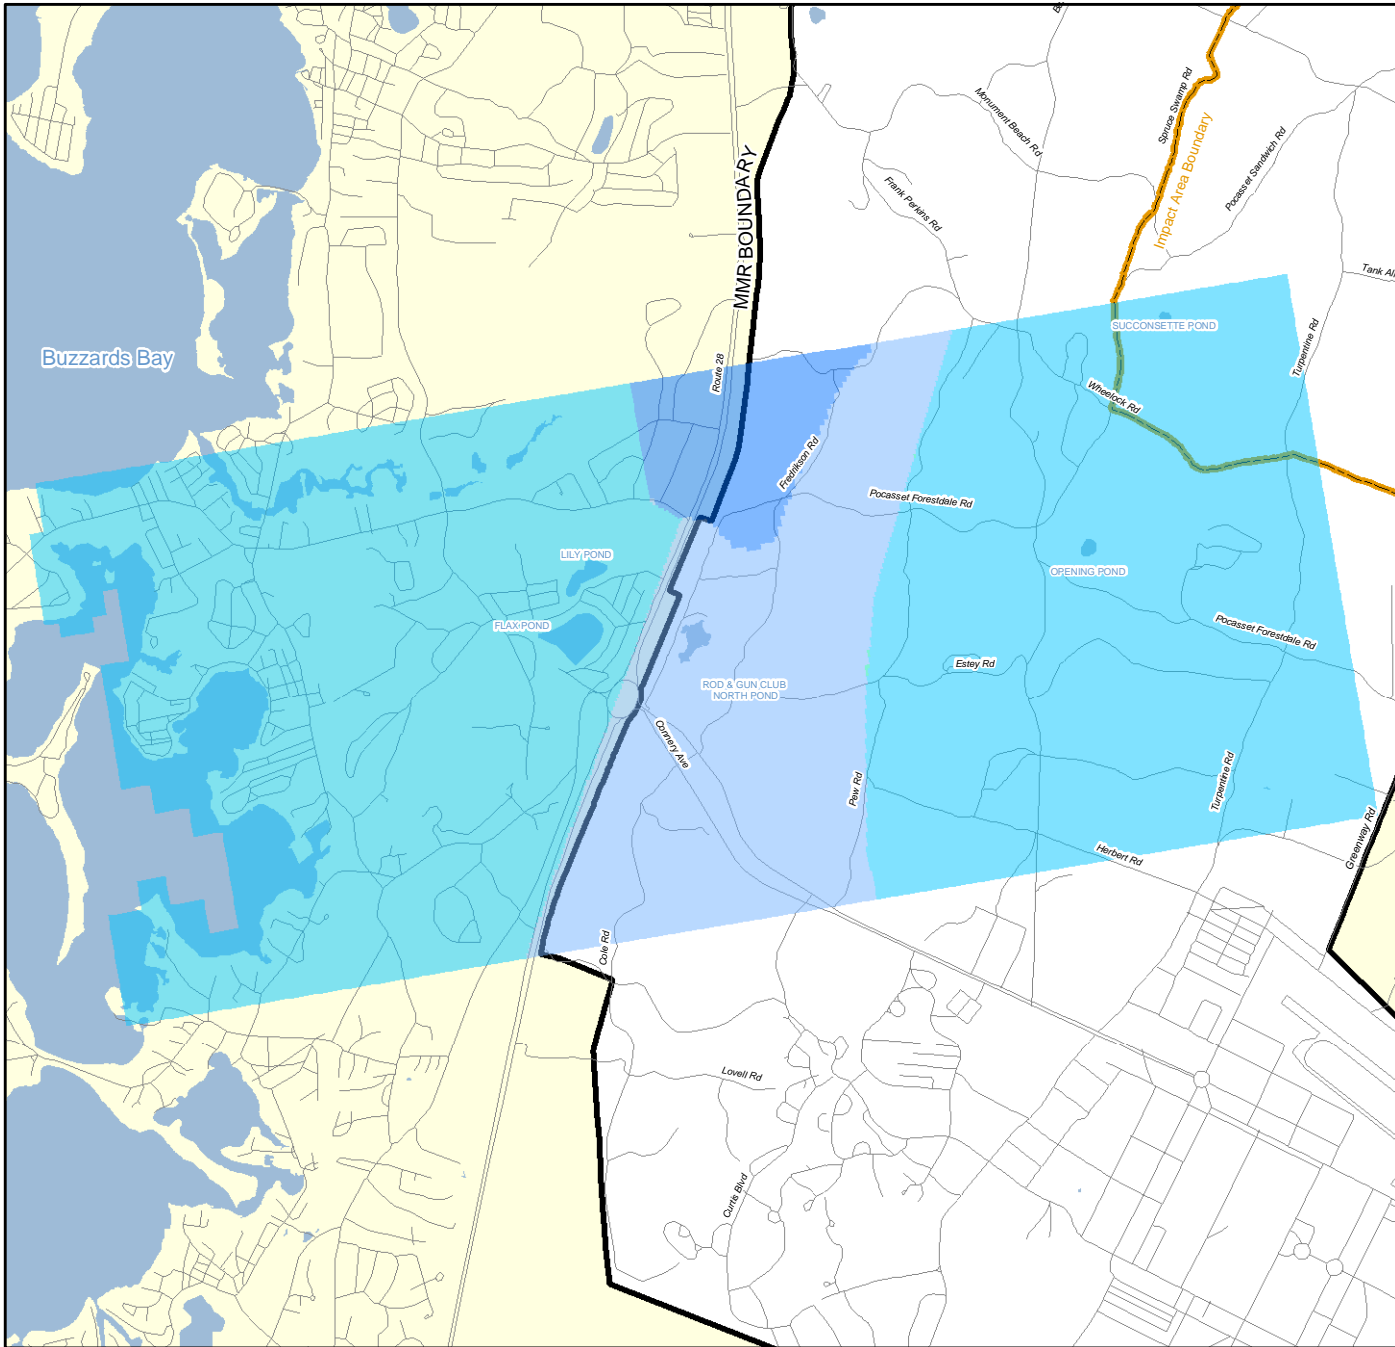 Spruce Swamp Rd
Monument Beach Rd
Impact Area Boundary
Pocasset Sandwich Rd
MMR BOUNDARY
Frank Perkins Rd
SUCCONSETTE POND
Turpentine Rd
Buzzards Bay
Route 28
Wheelock Rd
Fredrikson Rd
Pocasset Forestdale Rd
LILY POND
OPENING POND
FLAX POND
Pocasset Forestdale Rd
Estey Rd
ROD & GUN CLUB
NORTH POND
Connery Ave
Pew Rd
Turpentine Rd
Greenway Rd
Herbert Rd
Cole Rd
Lovell Rd
Curtis Blvd